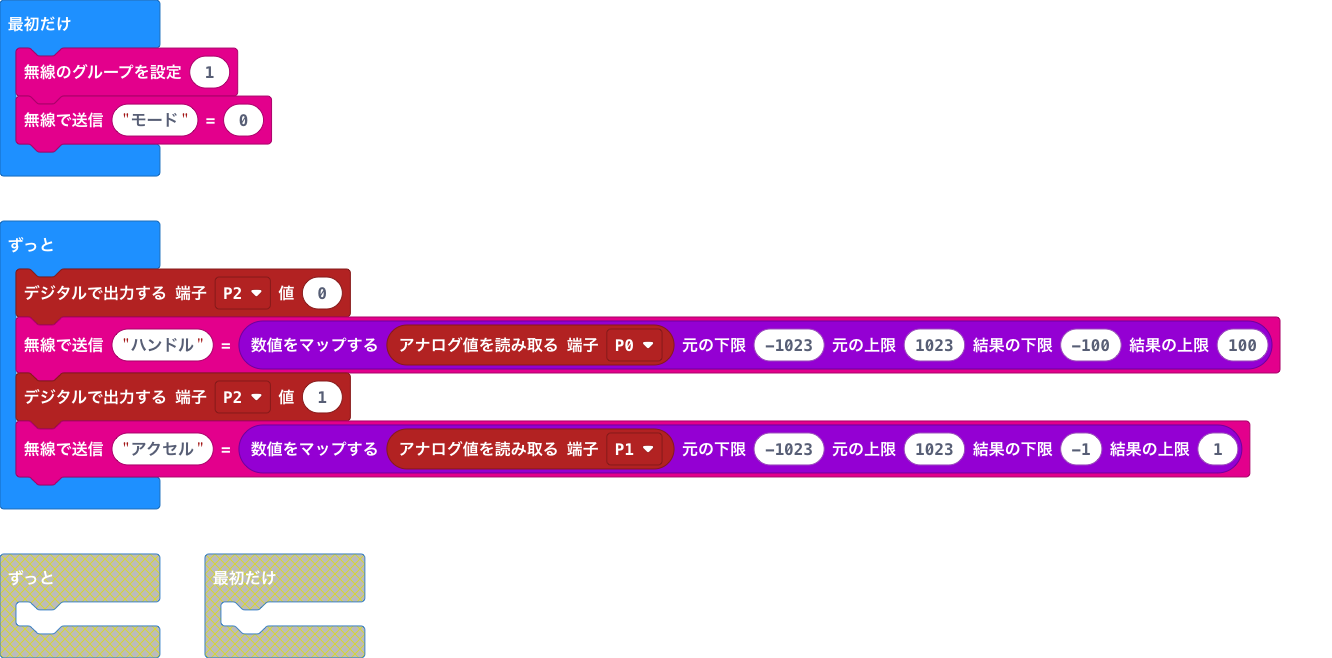 最初だけ
無線のグループを設定 1
無線で送信 "モード" = 0
ずっと
デジタルで出力する 端子 P2 値 0
無線で送信 "ハンドル" = 数値をマップする アナログ値を読み取る 端子 P0 元の下限 -1023 元の上限 1023 結果の下限 -100 結果の上限 100
デジタルで出力する 端子 P2 値 1
無線で送信 "アクセル" = 数値をマップする アナログ値を読み取る 端子 P1 元の下限 -1023 元の上限 1023 結果の下限 -1 結果の上限 1
ずっと 最初だけ